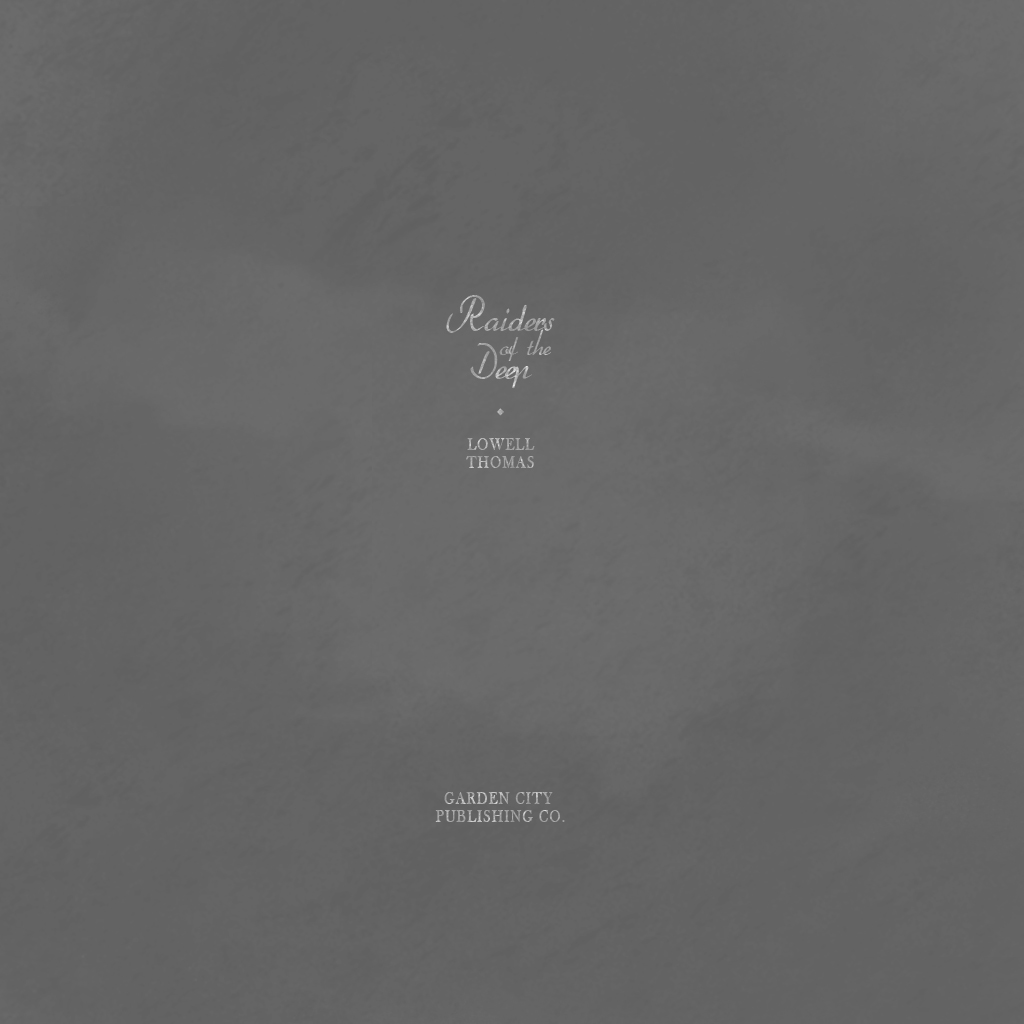 Raiders
of the
Deep
LOWELL
THOMAS
GARDEN CITY
PUBLISHING CO.